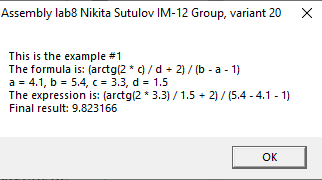 Assembly lab8 Nikita Sutulov IM-12 Group, variant 20
This is the example #1
The formula is: (arctg(2 * c) / d + 2) / (b - a - 1)
a = 4.1, b = 5.4, c = 3.3, d = 1.5
The expression is: (arctg(2 * 3.3) / 1.5 + 2) / (5.4 - 4.1 - 1)
Final result: 9.823166
OK